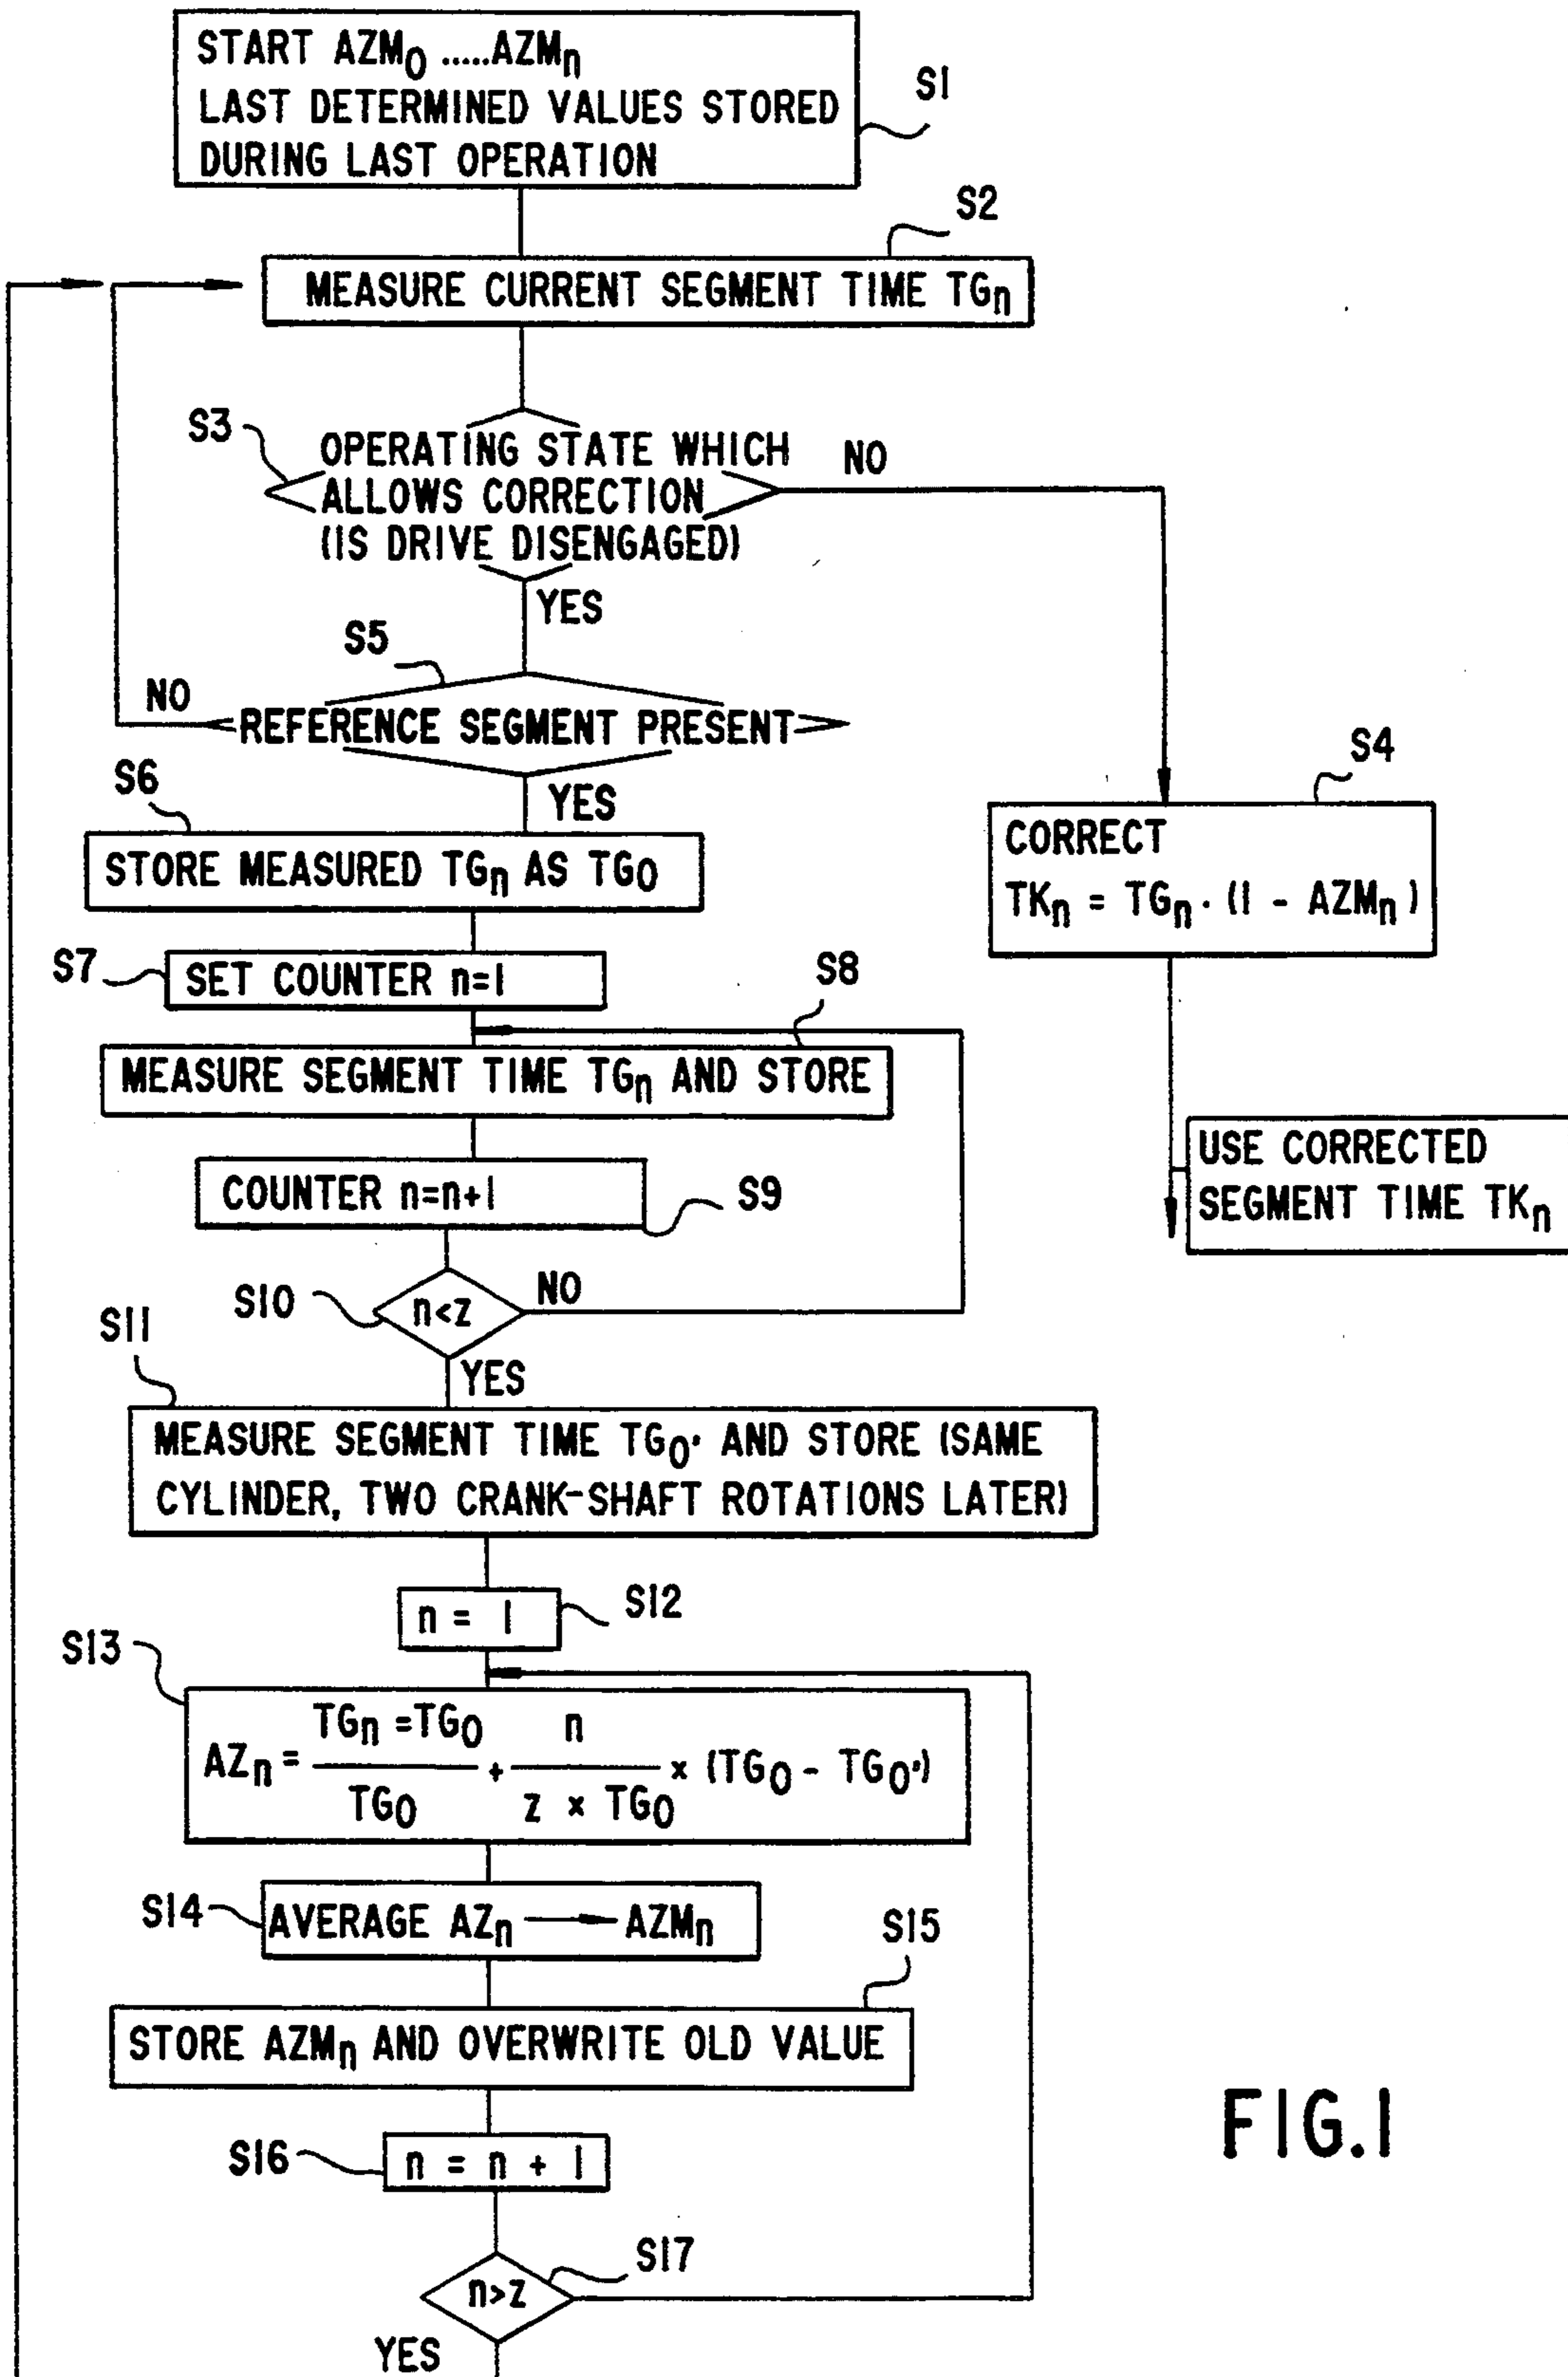 START AZM0 .....AZMn
LAST DETERMINED VALUES STORED
DURING LAST OPERATION
S1
S2
MEASURE CURRENT SEGMENT TIME TGn
S3
OPERATING STATE WHICH
ALLOWS CORRECTION
(IS DRIVE DISENGAGED)
NO
YES
S5
NO
REFERENCE SEGMENT PRESENT
YES
S4
CORRECT
TKn = TGn · (1 - AZMn)
S6
STORE MEASURED TGn AS TG0
S7
SET COUNTER n=1
S8
MEASURE SEGMENT TIME TGn AND STORE
USE CORRECTED
SEGMENT TIME TKn
COUNTER n=n+1
S9
S10
n<z
NO
YES
S11
MEASURE SEGMENT TIME TG0' AND STORE (SAME
CYLINDER, TWO CRANK-SHAFT ROTATIONS LATER)
n = 1
S12
S13
AZn = TGn =TG0 / TG0 + n / z × TG0 × (TG0 - TG0')
S14
AVERAGE AZn → AZMn
S15
STORE AZMn AND OVERWRITE OLD VALUE
S16
n = n + 1
S17
n>z
YES
FIG.1